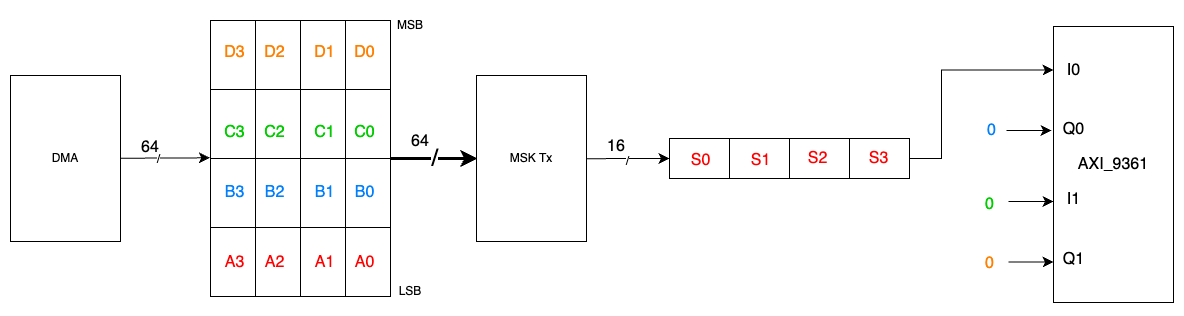 MSB
D3 D2 D1 D0
C3 C2 C1 C0
B3 B2 B1 B0
A3 A2 A1 A0
LSB
DMA
64
64
MSK Tx
16
S0 S1 S2 S3
I0
0 Q0
AXI_9361
0 I1
0 Q1